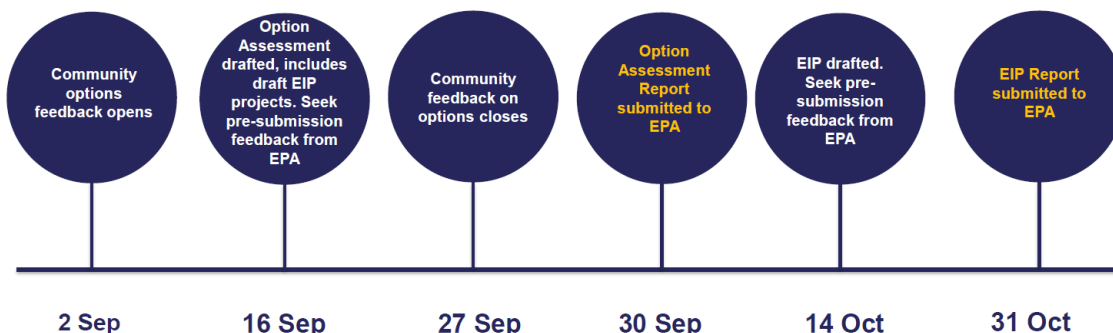 Community
options
feedback opens
Option
Assessment
drafted, includes
draft EIP
projects. Seek
pre-submission
feedback from
EPA
Community
feedback on
options closes
Option
Assessment
Report
submitted to
EPA
EIP drafted.
Seek pre-
submission
feedback from
EPA
EIP Report
submitted to
EPA
2 Sep
16 Sep
27 Sep
30 Sep
14 Oct
31 Oct